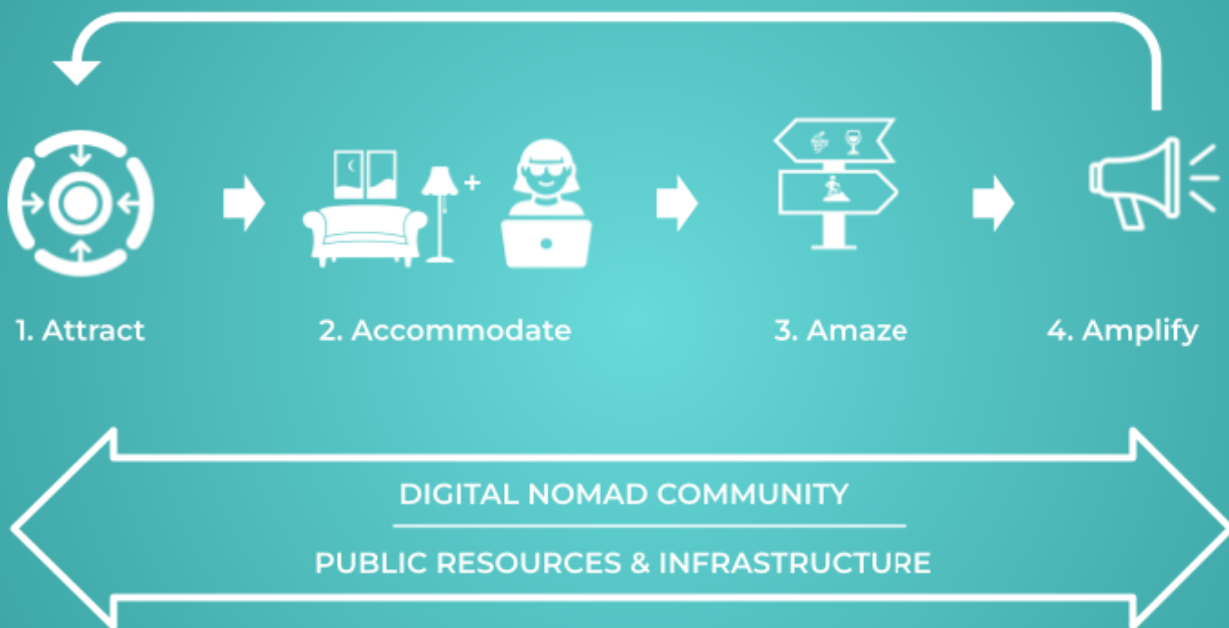 1. Attract
2. Accommodate
3. Amaze
4. Amplify
DIGITAL NOMAD COMMUNITY
PUBLIC RESOURCES & INFRASTRUCTURE